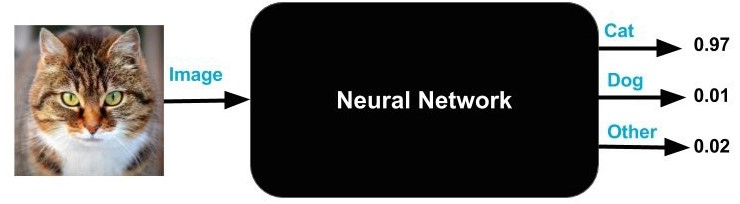 Image
Neural Network
Cat
0.97
Dog
0.01
Other
0.02